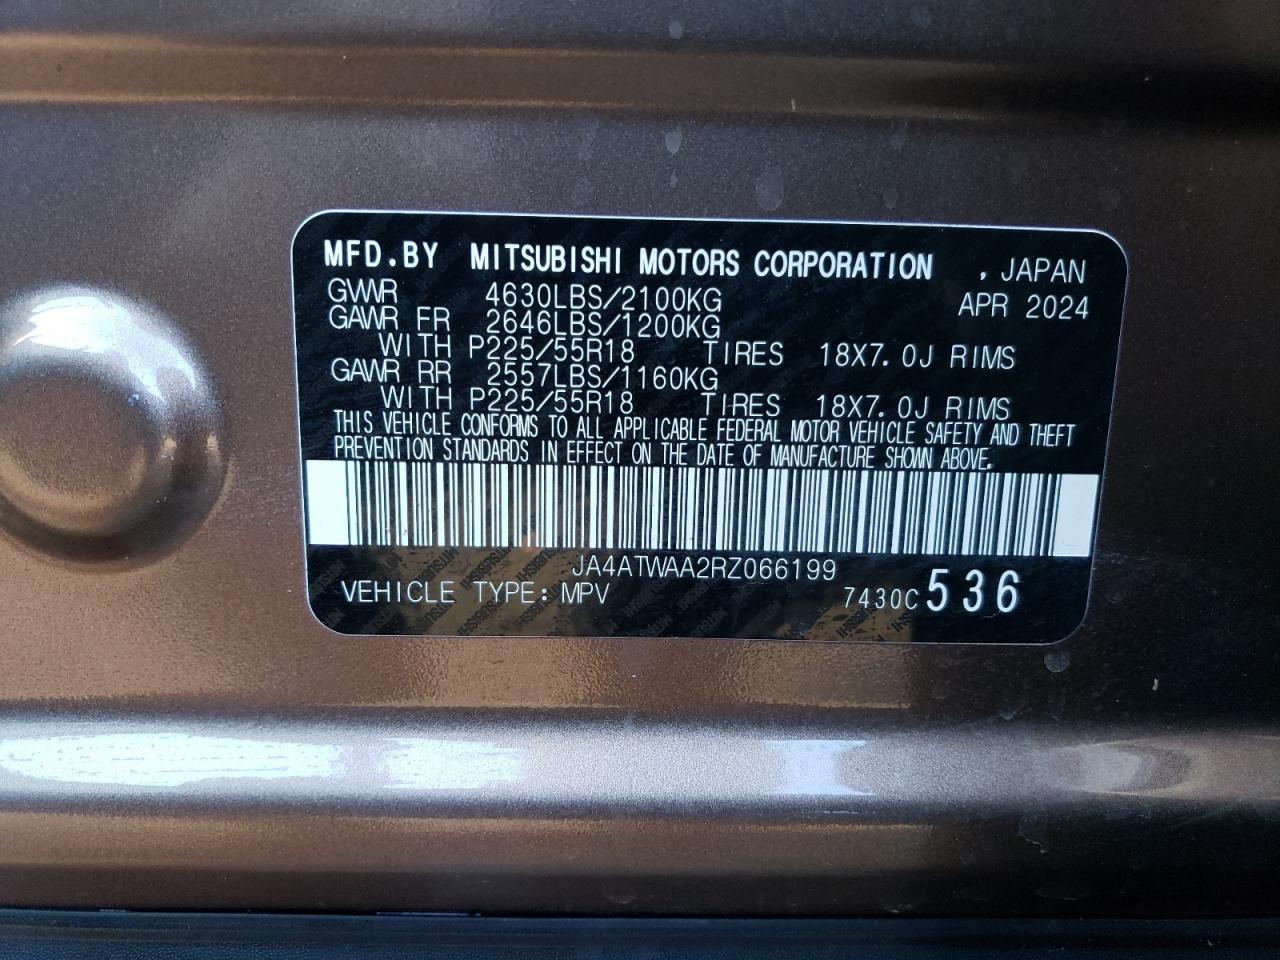 MFD.BY MITSUBISHI MOTORS CORPORATION , JAPAN
GVWR 4630LBS/2100KG APR 2024
GAWR FR 2646LBS/1200KG
WITH P225/55R18 TIRES 18X7.0J RIMS
GAWR RR 2557LBS/1160KG
WITH P225/55R18 TIRES 18X7.0J RIMS
THIS VEHICLE CONFORMS TO ALL APPLICABLE FEDERAL MOTOR VEHICLE SAFETY AND THEFT
PREVENTION STANDARDS IN EFFECT ON THE DATE OF MANUFACTURE SHOWN ABOVE.
JA4ATWAA2RZ066199
VEHICLE TYPE: MPV 7430C 536